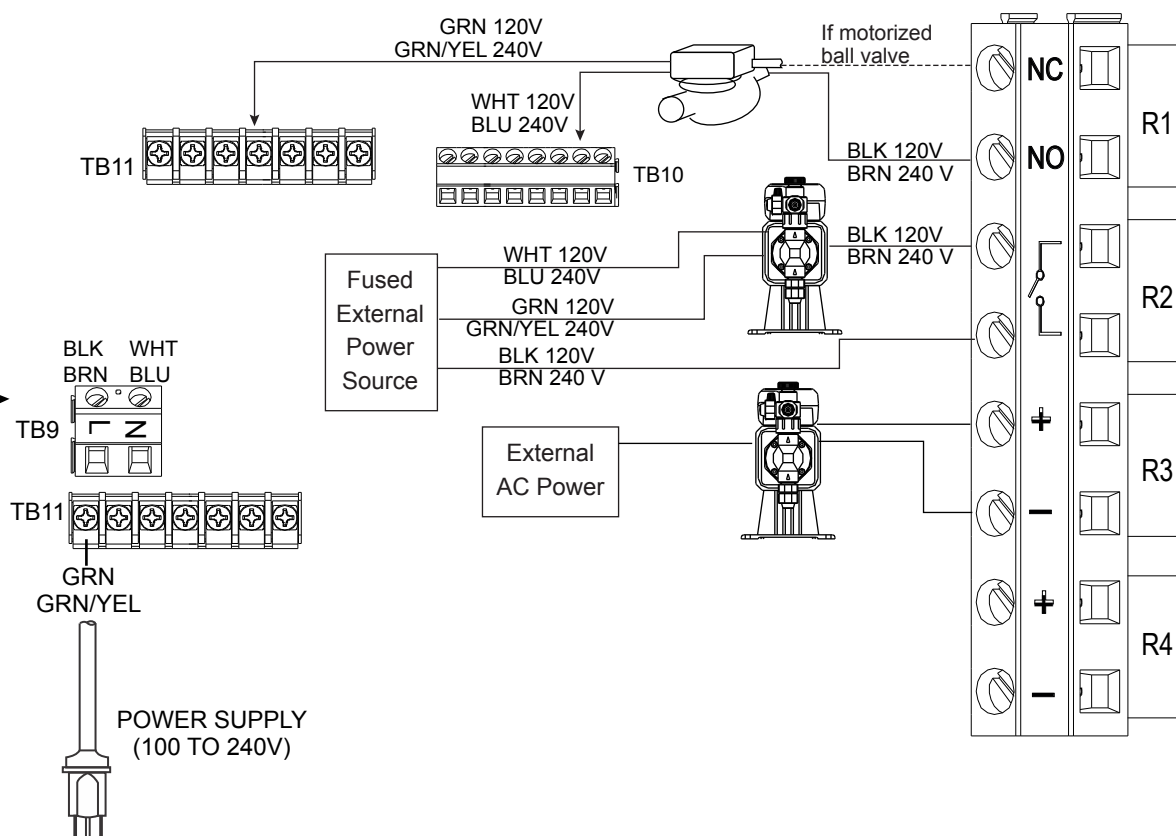 GRN 120V
GRN/YEL 240V
If motorized
ball valve
NC
R1
WHT 120V
BLU 240V
TB11
TB10
BLK 120V
BRN 240 V
NO
BLK 120V
BRN 240 V
R2
Fused
External
Power
Source
WHT 120V
BLU 240V
GRN 120V
GRN/YEL 240V
BLK 120V
BRN 240 V
BLK WHT
BRN BLU
TB9
L N
External
AC Power
+
R3
−
TB11
GRN
GRN/YEL
+
R4
−
POWER SUPPLY
(100 TO 240V)